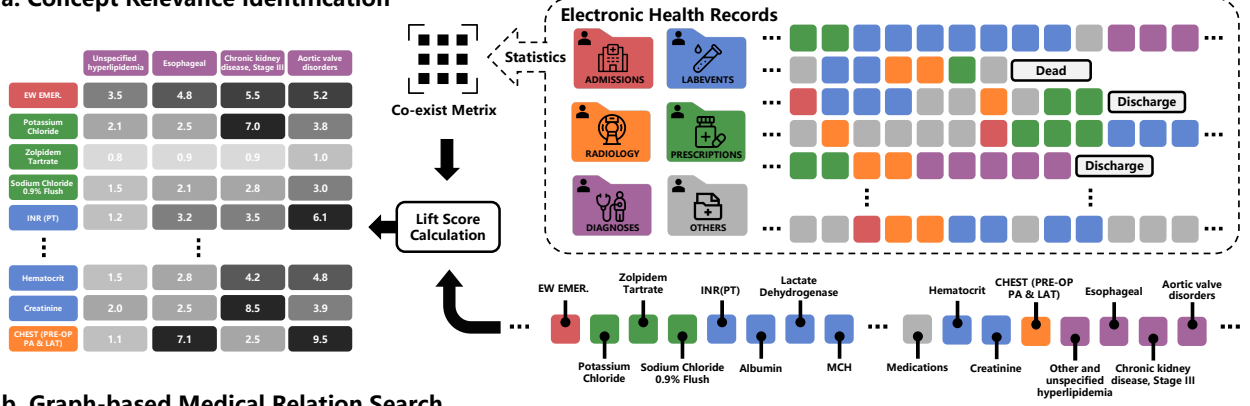 a. Concept Relevance Identification
Unspecified hyperlipidemia
Esophageal
Chronic kidney disease, Stage III
Aortic valve disorders
EW EMER. 3.5 4.8 5.5 5.2
Potassium Chloride 2.1 2.5 7.0 3.8
Zolpidem Tartrate 0.8 0.9 0.9 1.0
Sodium Chloride 0.9% Flush 1.5 2.1 2.8 3.0
INR (PT) 1.2 3.2 3.5 6.1
Hematocrit 1.5 2.8 4.2 4.8
Creatinine 2.0 2.5 8.5 3.9
CHEST (PRE-OP PA & LAT) 1.1 7.1 2.5 9.5
Co-exist Metrix
Statistics
Lift Score
Calculation
Electronic Health Records
ADMISSIONS
LABEVENTS
RADIOLOGY
PRESCRIPTIONS
DIAGNOSES
OTHERS
Dead
Discharge
Discharge
EW EMER.
Zolpidem
Tartrate
INR(PT)
Lactate
Dehydrogenase
Hematocrit
CHEST (PRE-OP
PA & LAT)
Esophageal
Aortic valve
disorders
Potassium
Chloride
Sodium Chloride
0.9% Flush
Albumin
MCH
Medications
Creatinine
Other and
unspecified
hyperlipidemia
Chronic kidney
disease, Stage III
b. Graph-based Medical Relation Search